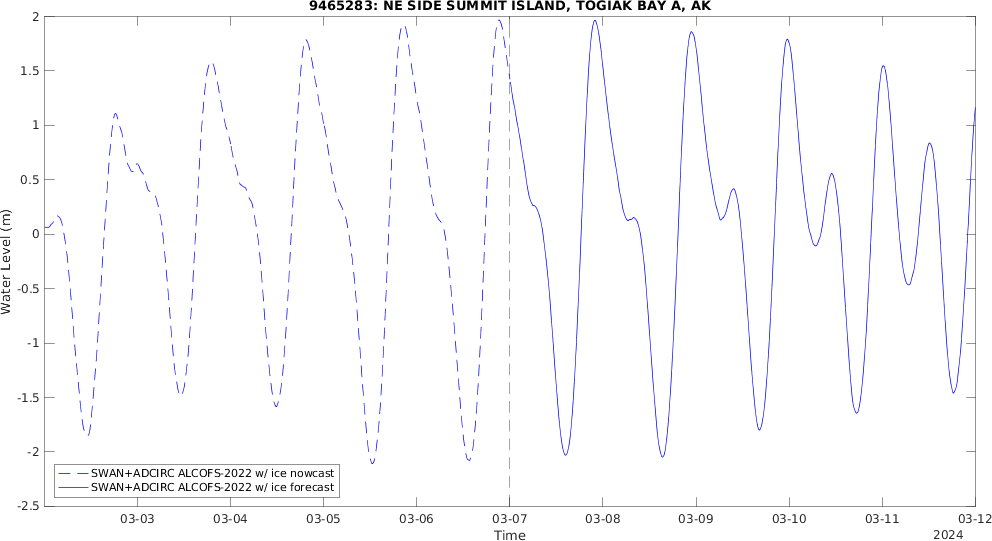 9465283: NE SIDE SUMMIT ISLAND, TOGIAK BAY A, AK
2
1.5
1
0.5
0
-0.5
-1
-1.5
-2
-2.5
Water Level (m)
SWAN+ADCIRC ALCOFS-2022 w/ ice nowcast
SWAN+ADCIRC ALCOFS-2022 w/ ice forecast
03-03 03-04 03-05 03-06 03-07 03-08 03-09 03-10 03-11 03-12
Time
2024